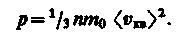 p = ¹/₃ nm₀ ⟨v_кв⟩².